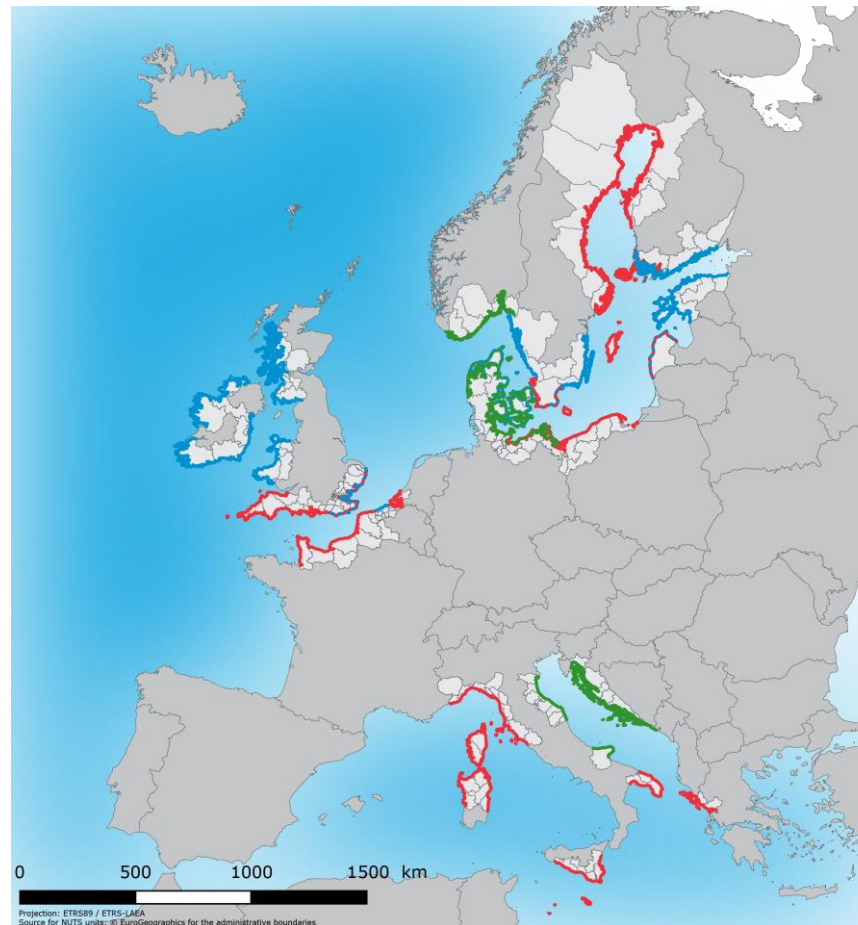 0 500 1000 1500 km
Projection: ETRS89 / ETRS-LAEA
Source for NUTS units: © EuroGeographics for the administrative boundaries